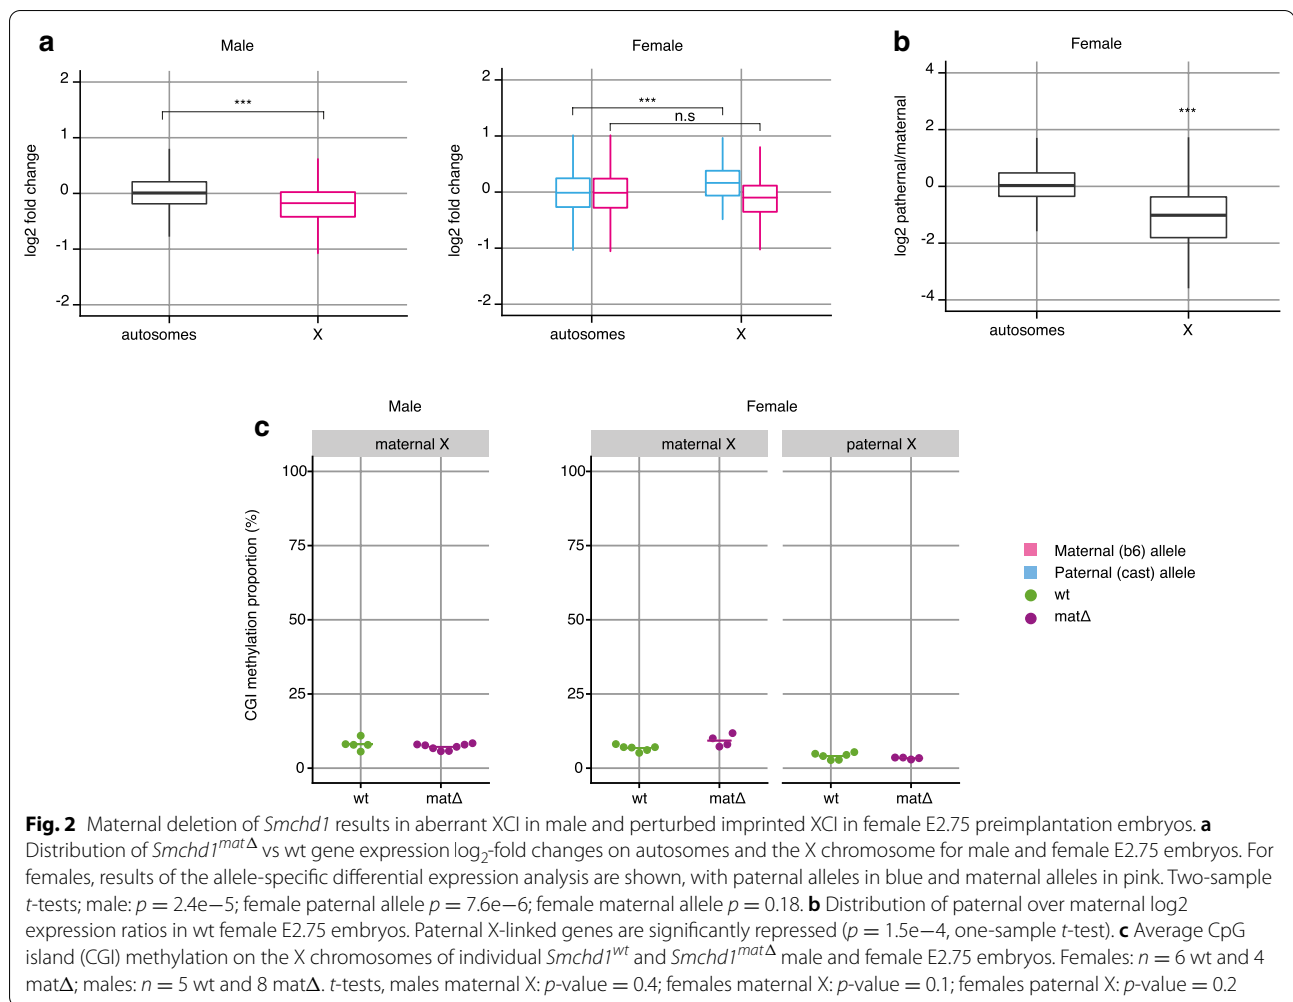 a
Male
2
1
0
-1
-2
log2 fold change
***
autosomes
X
Female
2
1
0
-1
-2
log2 fold change
***
n.s
autosomes
X
b
Female
4
2
0
-2
-4
log2 pathernal/maternal
***
autosomes
X
c
Male
maternal X
100
75
50
25
0
CGI methylation proportion (%)
wt
matΔ
Female
maternal X
paternal X
100
75
50
25
0
wt
matΔ
wt
matΔ
Maternal (b6) allele
Paternal (cast) allele
wt
matΔ
Fig. 2 Maternal deletion of Smchd1 results in aberrant XCI in male and perturbed imprinted XCI in female E2.75 preimplantation embryos. a
Distribution of Smchd1^matΔ vs wt gene expression log₂-fold changes on autosomes and the X chromosome for male and female E2.75 embryos. For
females, results of the allele-specific differential expression analysis are shown, with paternal alleles in blue and maternal alleles in pink. Two-sample
t-tests; male: p = 2.4e−5; female paternal allele p = 7.6e−6; female maternal allele p = 0.18. b Distribution of paternal over maternal log2
expression ratios in wt female E2.75 embryos. Paternal X-linked genes are significantly repressed (p = 1.5e−4, one-sample t-test). c Average CpG
island (CGI) methylation on the X chromosomes of individual Smchd1^wt and Smchd1^matΔ male and female E2.75 embryos. Females: n = 6 wt and 4
matΔ; males: n = 5 wt and 8 matΔ. t-tests, males maternal X: p-value = 0.4; females maternal X: p-value = 0.1; females paternal X: p-value = 0.2